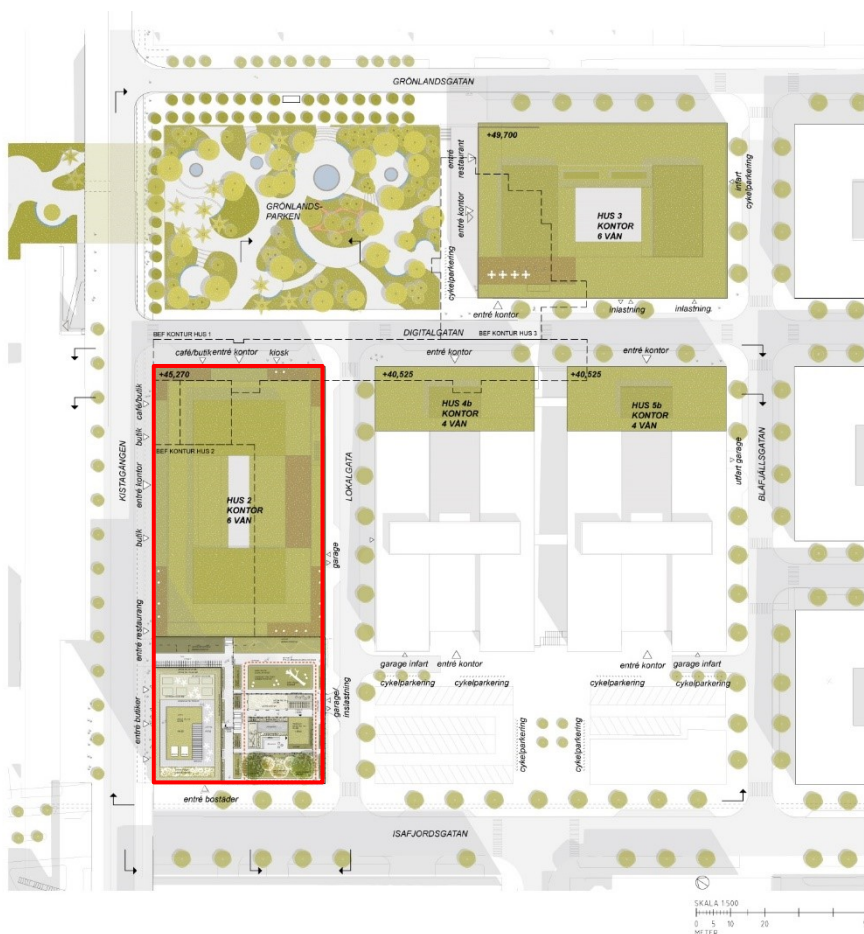 GRÖNLANDSGATAN
+49,700
entré
restaurant
entré kontor
infart
cykelparkering
GRÖNLANDS-
PARKEN
HUS 3
KONTOR
6 VÅN
cykelparkering
entré kontor
inlastning
inlastning.
BEF KONTUR HUS 1
DIGITALGATAN
BEF KONTUR HUS 3
café/butik
entré kontor
kiosk
entré kontor
entré kontor
+45,270
+40,525
+40,525
café/butik
butik
HUS 4b
KONTOR
4 VÅN
HUS 5b
KONTOR
4 VÅN
BEF KONTUR HUS 2
KISTAGÅNGEN
entré kontor
LOKALGATA
utfart garage
BLÅFJÄLLSGATAN
HUS 2
KONTOR
6 VÅN
butik
garage
entré restaurang
garage infart
entré kontor
entré kontor
garage infart
cykelparkering
cykelparkering
cykelparkering
cykelparkering
entré butiker
garage/
inslastning
cykelparkering
cykelparkering
entré bostäder
ISAFJORDSGATAN
SKALA 1:500
0 5 10 20
METER